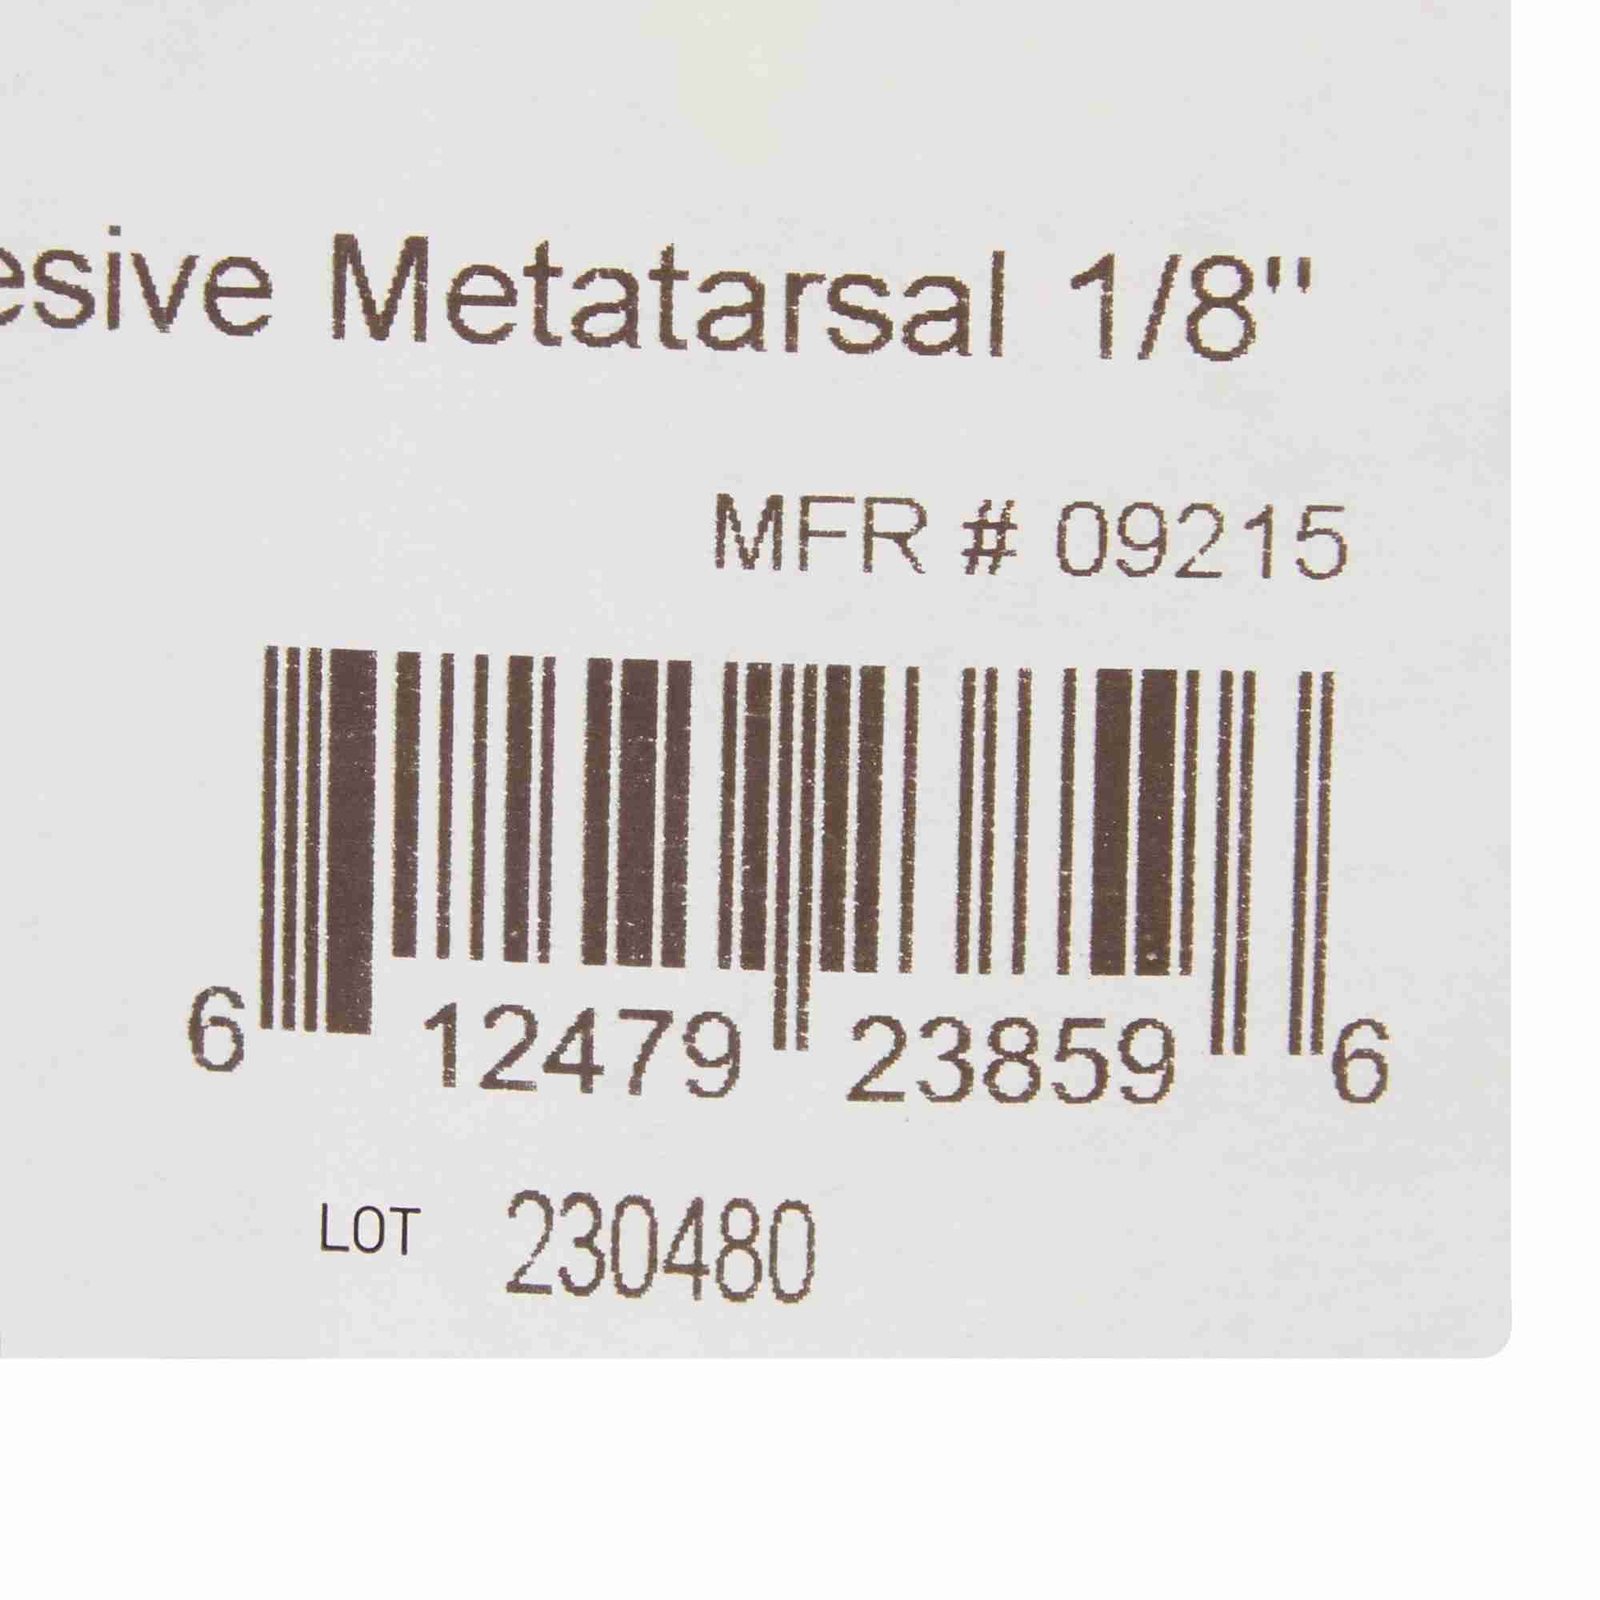 esive Metatarsal 1/8"
MFR # 09215
6 12479 23859 6
LOT 230480